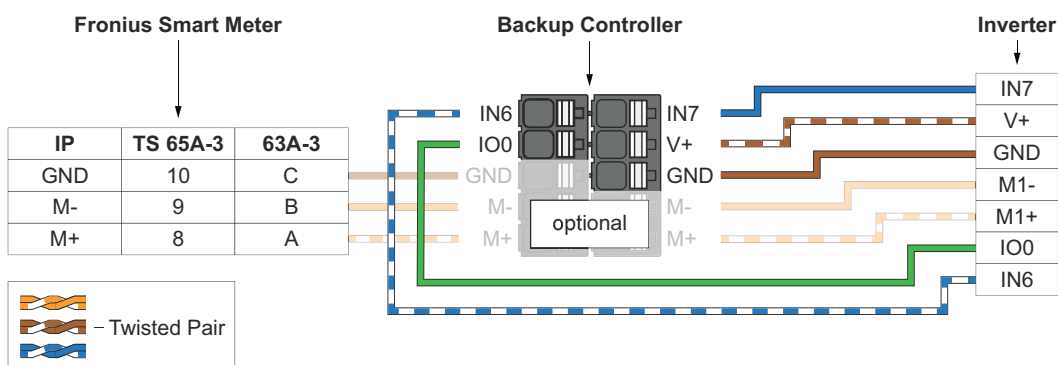 Fronius Smart Meter
Backup Controller
Inverter
IP TS 65A-3 63A-3
GND 10 C
M- 9 B
M+ 8 A
IN6
IO0
GND
M-
M+
IN7
V+
GND
M-
M+
optional
IN7
V+
GND
M1-
M1+
IO0
IN6
– Twisted Pair